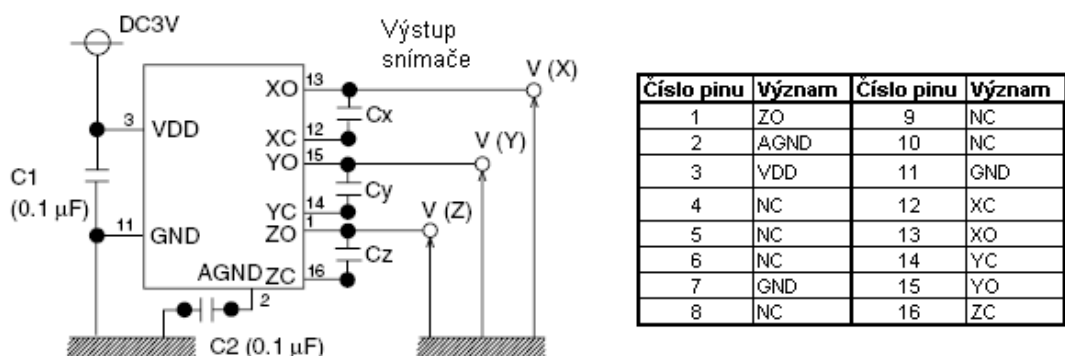 DC3V
Výstup
snímače
XO 13
V (X)
Cx
3 VDD
XC 12
YO 15
V (Y)
C1
(0.1 µF)
Cy
YC 14
11 GND
ZO 1
V (Z)
Cz
AGND
2
ZC 16
C2 (0.1 µF)
Číslo pinu Význam Číslo pinu Význam
1 ZO 9 NC
2 AGND 10 NC
3 VDD 11 GND
4 NC 12 XC
5 NC 13 XO
6 NC 14 YC
7 GND 15 YO
8 NC 16 ZC